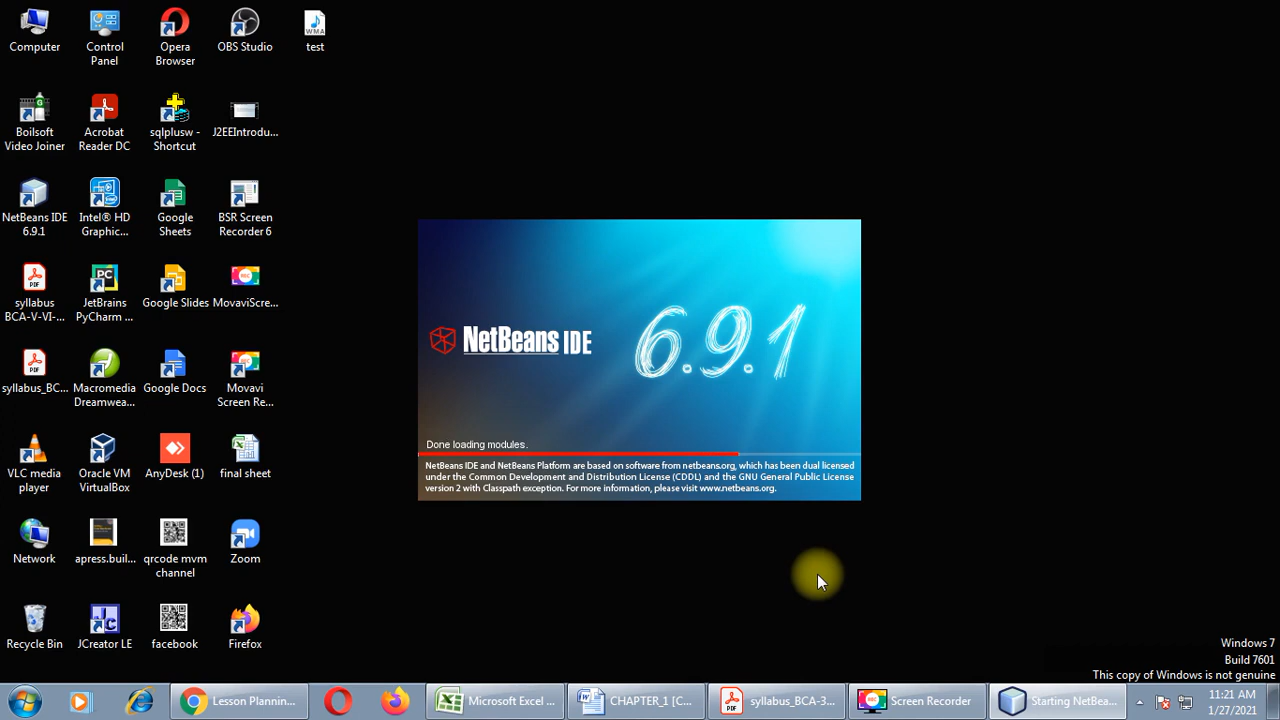 Computer
Control
Panel
Opera
Browser
OBS Studio
WMA
test
Boilsoft
Video Joiner
Acrobat
Reader DC
sqlplusw -
Shortcut
J2EEIntrodu...
NetBeans IDE
6.9.1
Intel® HD
Graphic...
Google
Sheets
BSR Screen
Recorder 6
PDF
syllabus
BCA-V-VI-...
PC
JetBrains
PyCharm ...
Google Slides
REC
MovaviScre...
PDF
syllabus_BC...
Macromedia
Dreamwea...
Google Docs
REC
Movavi
Screen Re...
VLC media
player
Oracle VM
VirtualBox
AnyDesk (1)
final sheet
Network
apress.buil...
qrcode mvm
channel
Zoom
Recycle Bin
JCreator LE
facebook
Firefox
NetBeans IDE
6.9.1
Done loading modules.
NetBeans IDE and NetBeans Platform are based on software from netbeans.org, which has been dual licensed
under the Common Development and Distribution License (CDDL) and the GNU General Public License
version 2 with Classpath exception. For more information, please visit www.netbeans.org.
Windows 7
Build 7601
This copy of Windows is not genuine
Lesson Plannin...
Microsoft Excel ...
CHAPTER_1 [C...
PDF
syllabus_BCA-3...
Screen Recorder
Starting NetBea...
11:21 AM
1/27/2021